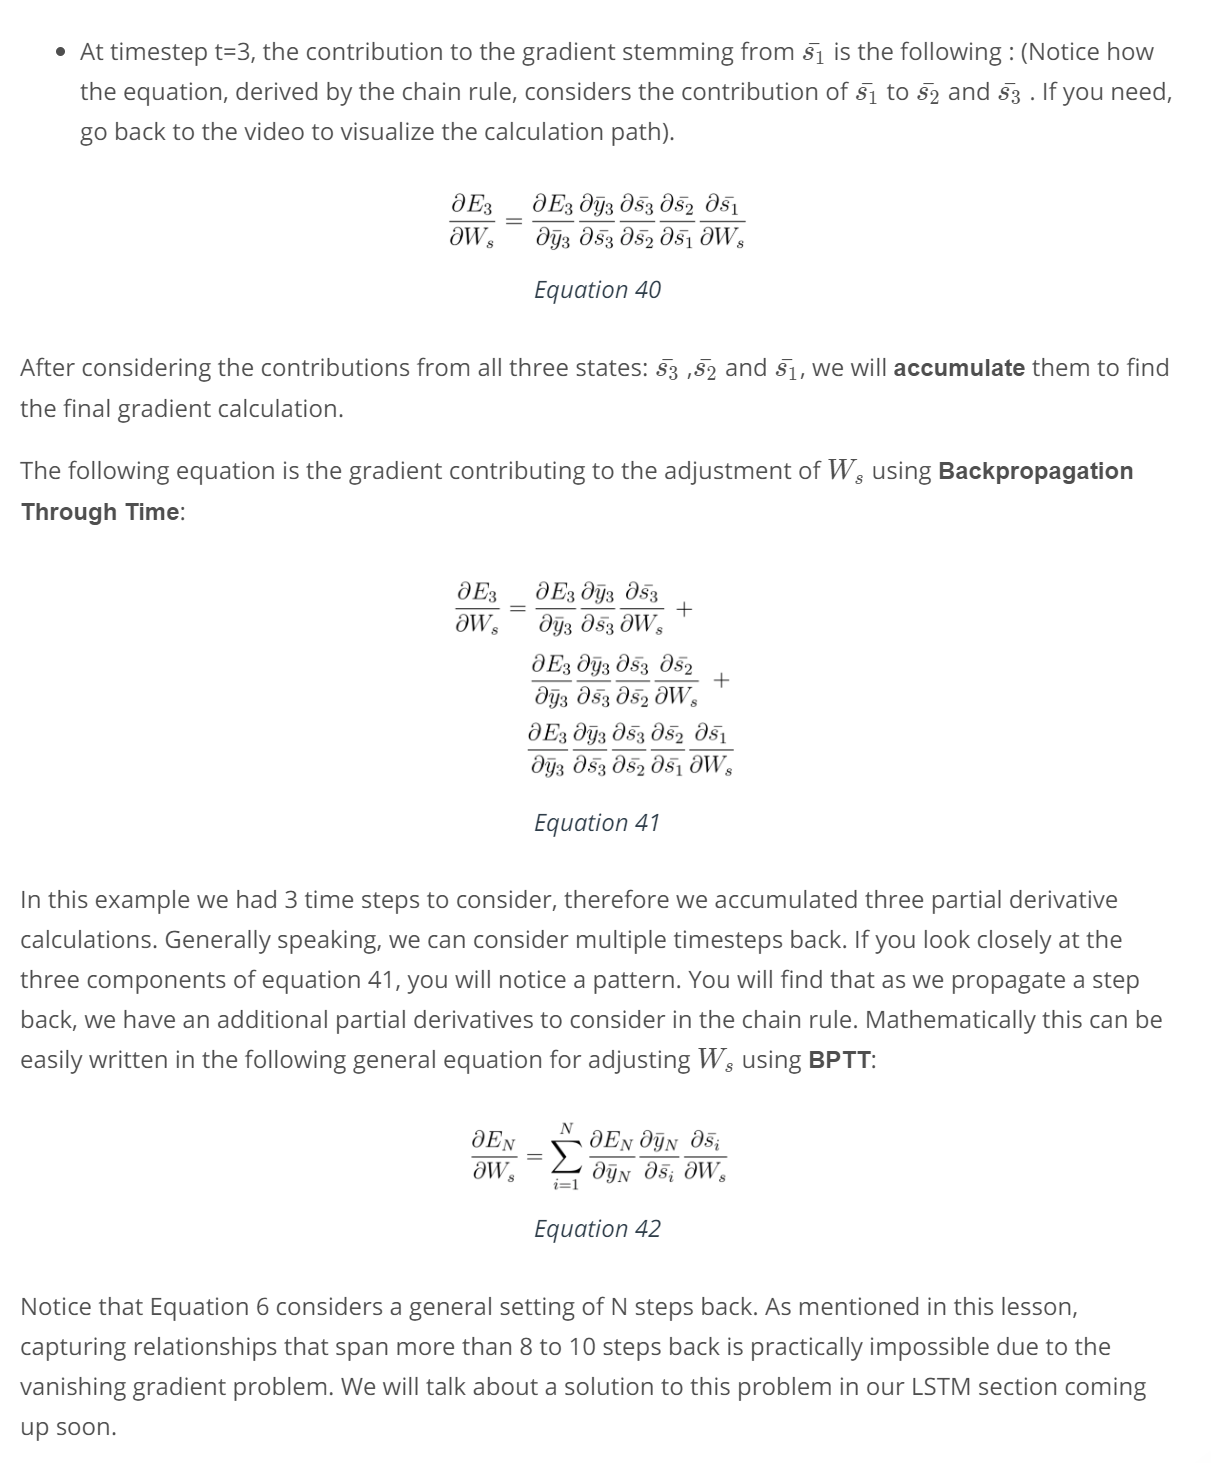 • At timestep t=3, the contribution to the gradient stemming from $\bar{s_1}$ is the following : (Notice how
the equation, derived by the chain rule, considers the contribution of $\bar{s_1}$ to $\bar{s_2}$ and $\bar{s_3}$ . If you need,
go back to the video to visualize the calculation path).
$\frac{\partial E_3}{\partial W_s} = \frac{\partial E_3}{\partial \bar{y}_3} \frac{\partial \bar{y}_3}{\partial \bar{s}_3} \frac{\partial \bar{s}_3}{\partial \bar{s}_2} \frac{\partial \bar{s}_2}{\partial \bar{s}_1} \frac{\partial \bar{s}_1}{\partial W_s}$
Equation 40
After considering the contributions from all three states: $\bar{s_3}$ ,$\bar{s_2}$ and $\bar{s_1}$, we will accumulate them to find
the final gradient calculation.
The following equation is the gradient contributing to the adjustment of $W_s$ using Backpropagation
Through Time:
$\frac{\partial E_3}{\partial W_s} = \frac{\partial E_3}{\partial \bar{y}_3} \frac{\partial \bar{y}_3}{\partial \bar{s}_3} \frac{\partial \bar{s}_3}{\partial W_s} +$
$\frac{\partial E_3}{\partial \bar{y}_3} \frac{\partial \bar{y}_3}{\partial \bar{s}_3} \frac{\partial \bar{s}_3}{\partial \bar{s}_2} \frac{\partial \bar{s}_2}{\partial W_s} +$
$\frac{\partial E_3}{\partial \bar{y}_3} \frac{\partial \bar{y}_3}{\partial \bar{s}_3} \frac{\partial \bar{s}_3}{\partial \bar{s}_2} \frac{\partial \bar{s}_2}{\partial \bar{s}_1} \frac{\partial \bar{s}_1}{\partial W_s}$
Equation 41
In this example we had 3 time steps to consider, therefore we accumulated three partial derivative
calculations. Generally speaking, we can consider multiple timesteps back. If you look closely at the
three components of equation 41, you will notice a pattern. You will find that as we propagate a step
back, we have an additional partial derivatives to consider in the chain rule. Mathematically this can be
easily written in the following general equation for adjusting $W_s$ using BPTT:
$\frac{\partial E_N}{\partial W_s} = \sum_{i=1}^{N} \frac{\partial E_N}{\partial \bar{y}_N} \frac{\partial \bar{y}_N}{\partial \bar{s}_i} \frac{\partial \bar{s}_i}{\partial W_s}$
Equation 42
Notice that Equation 6 considers a general setting of N steps back. As mentioned in this lesson,
capturing relationships that span more than 8 to 10 steps back is practically impossible due to the
vanishing gradient problem. We will talk about a solution to this problem in our LSTM section coming
up soon.